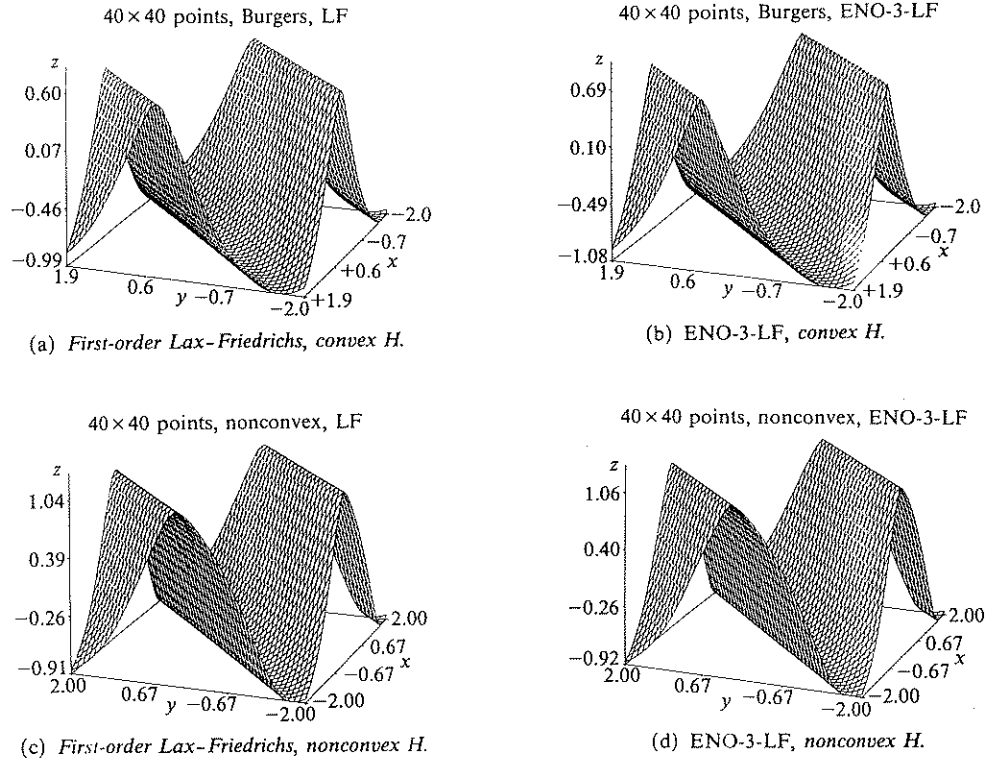 40 × 40 points, Burgers, LF
z
0.60
0.07
−0.46
−0.99
1.9
0.6
y
−0.7
−2.0
+1.9
+0.6
x
−0.7
−2.0
(a) First-order Lax–Friedrichs, convex H.
40 × 40 points, Burgers, ENO-3-LF
z
0.69
0.10
−0.49
−1.08
1.9
0.6
y
−0.7
−2.0
+1.9
+0.6
x
−0.7
−2.0
(b) ENO-3-LF, convex H.
40 × 40 points, nonconvex, LF
z
1.04
0.39
−0.26
−0.91
2.00
0.67
y
−0.67
−2.00
−2.00
−0.67
x
0.67
2.00
(c) First-order Lax–Friedrichs, nonconvex H.
40 × 40 points, nonconvex, ENO-3-LF
z
1.06
0.40
−0.26
−0.92
2.00
0.67
y
−0.67
−2.00
−2.00
−0.67
x
0.67
2.00
(d) ENO-3-LF, nonconvex H.